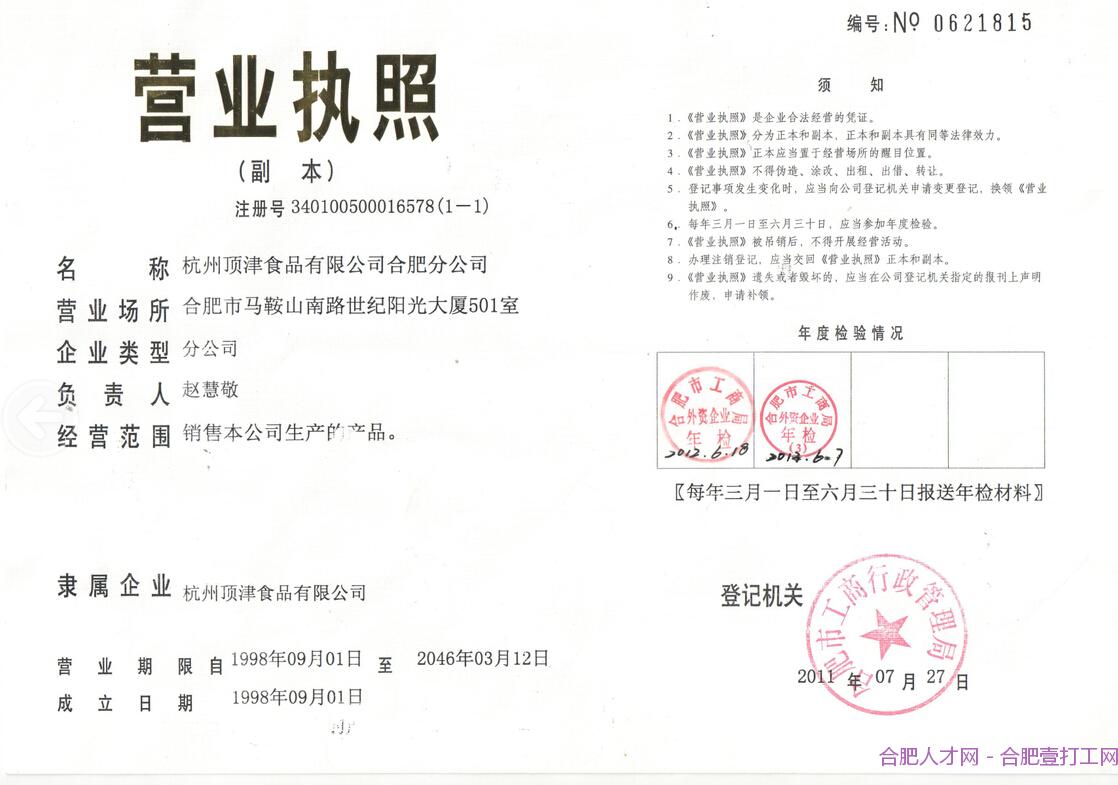 编号:№ 0621815
营业执照
(副 本)
注册号 340100500016578(1-1)
名 称 杭州顶津食品有限公司合肥分公司
营业场所 合肥市马鞍山南路世纪阳光大厦501室
企业类型 分公司
负责人 赵慧敬
经营范围 销售本公司生产的产品。
隶属企业 杭州顶津食品有限公司
营业期限自 1998年09月01日 至 2046年03月12日
成立日期 1998年09月01日
须 知
1.《营业执照》是企业合法经营的凭证。
2.《营业执照》分为正本和副本,正本和副本具有同等法律效力。
3.《营业执照》正本应当置于经营场所的醒目位置。
4.《营业执照》不得伪造、涂改、出租、出借、转让。
5.登记事项发生变化时,应当向公司登记机关申请变更登记,换领《营业
执照》。
6.每年三月一日至六月三十日,应当参加年度检验。
7.《营业执照》被吊销后,不得开展经营活动。
8.办理注销登记,应当交回《营业执照》正本和副本。
9.《营业执照》遗失或者毁坏的,应当在公司登记机关指定的报刊上声明
作废,申请补领。
年度检验情况
合肥市工商局
外资企业
年检
2012.6.18
合肥市工商局
外资企业
年检
(3)
〖每年三月一日至六月三十日报送年检材料〗
登记机关
合肥市工商行政管理局
2011 年 07 月 27 日
合肥人才网 - 合肥壹打工网